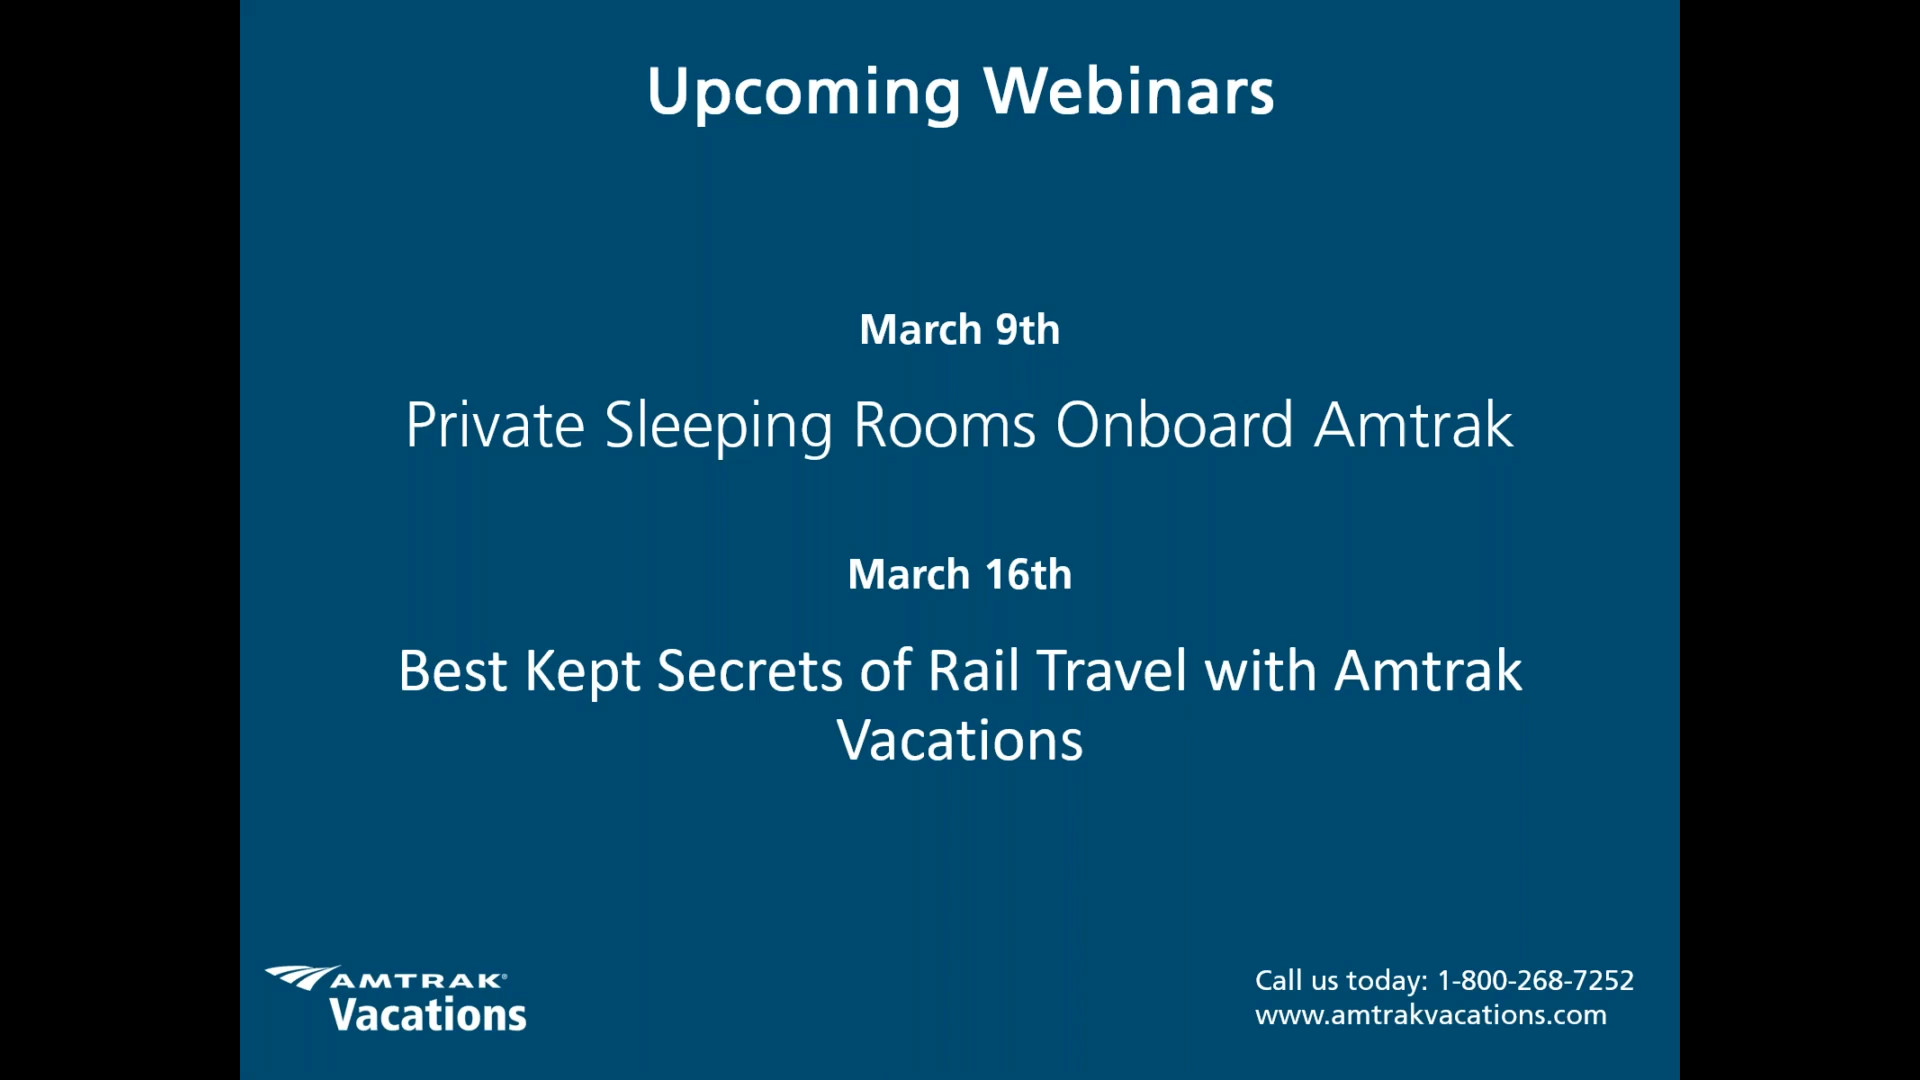 Upcoming Webinars
March 9th
Private Sleeping Rooms Onboard Amtrak
March 16th
Best Kept Secrets of Rail Travel with Amtrak
Vacations
AMTRAK®
Vacations
Call us today: 1-800-268-7252
www.amtrakvacations.com